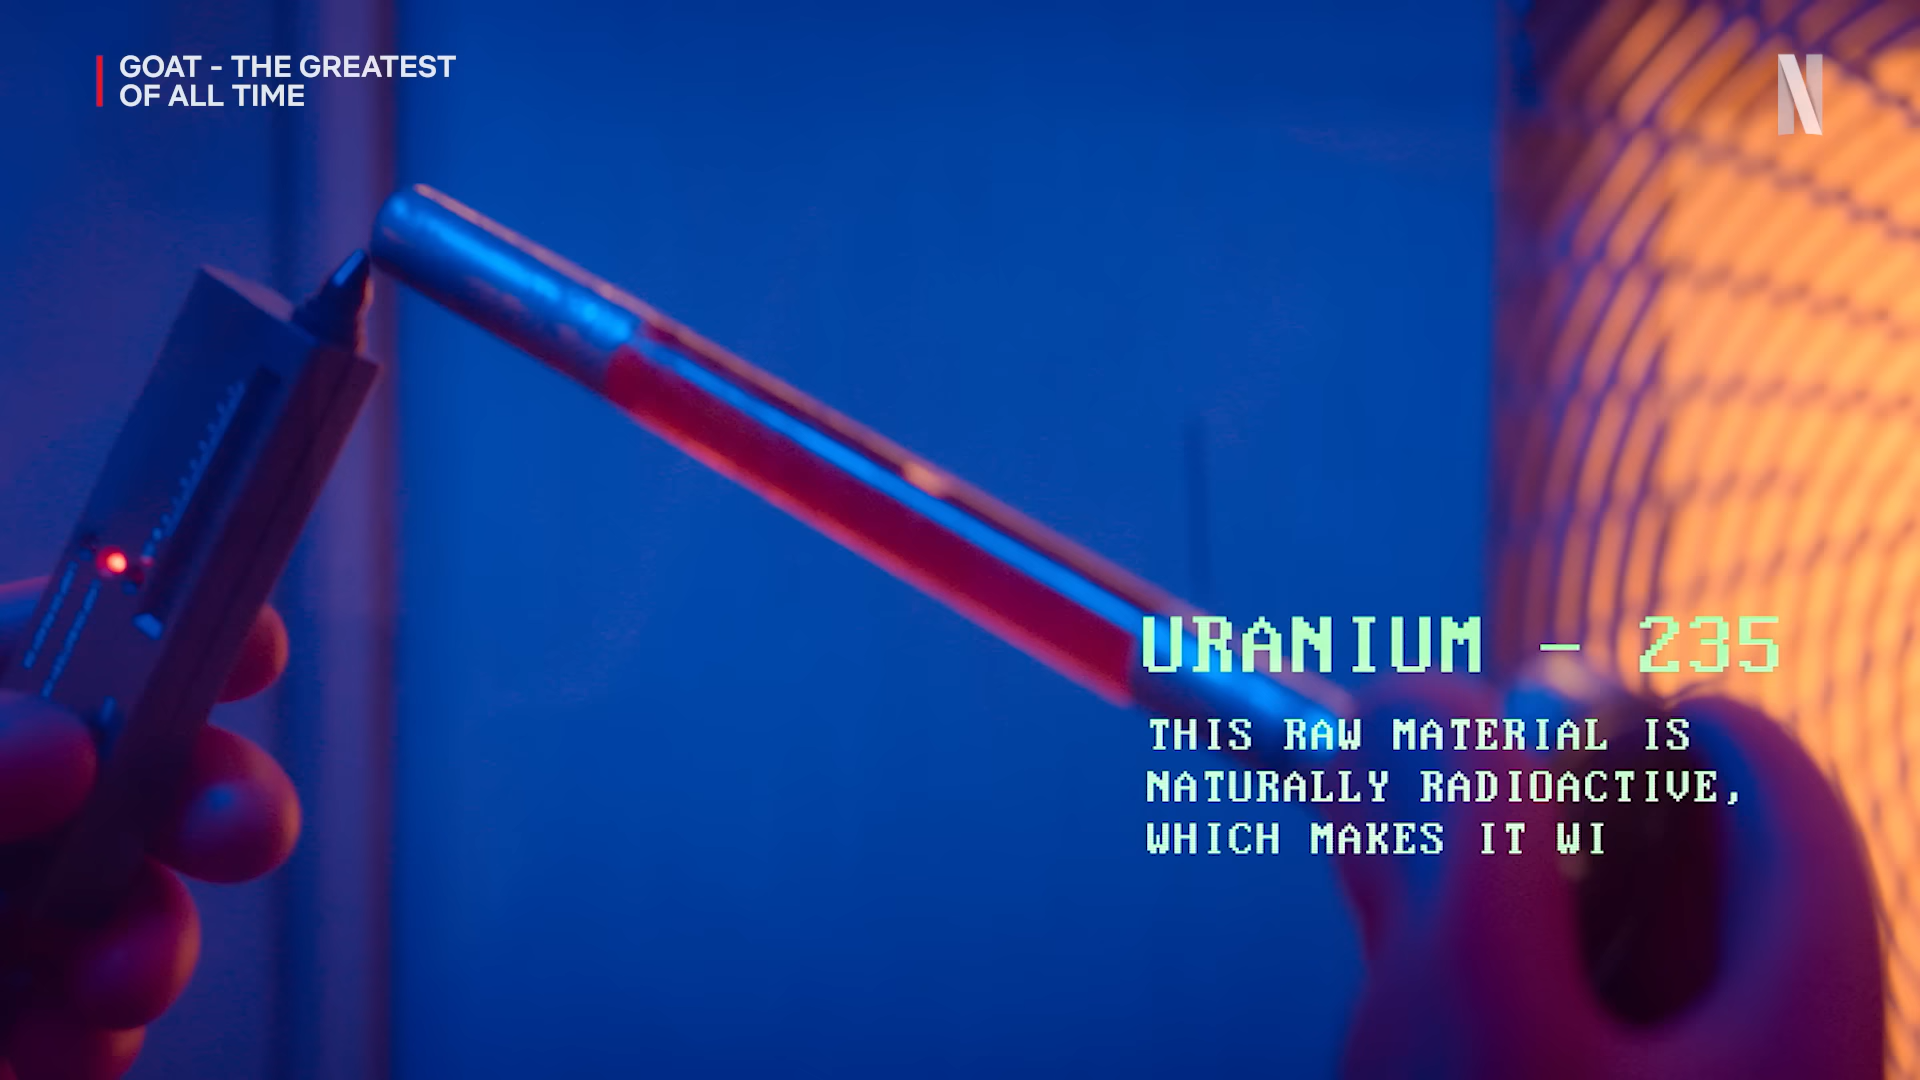 GOAT - THE GREATEST
OF ALL TIME
N
URANIUM - 235
THIS RAW MATERIAL IS
NATURALLY RADIOACTIVE,
WHICH MAKES IT WI